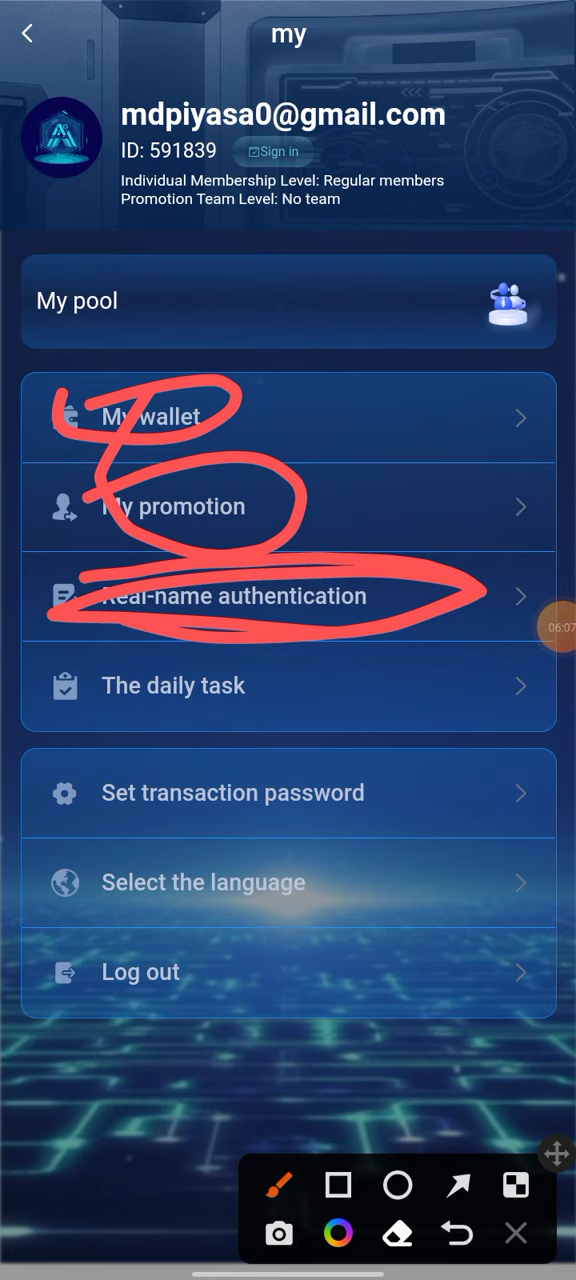 my
mdpiyasa0@gmail.com
ID: 591839 Sign in
Individual Membership Level: Regular members
Promotion Team Level: No team
My pool
My wallet
My promotion
Real-name authentication
06:07
The daily task
Set transaction password
Select the language
Log out